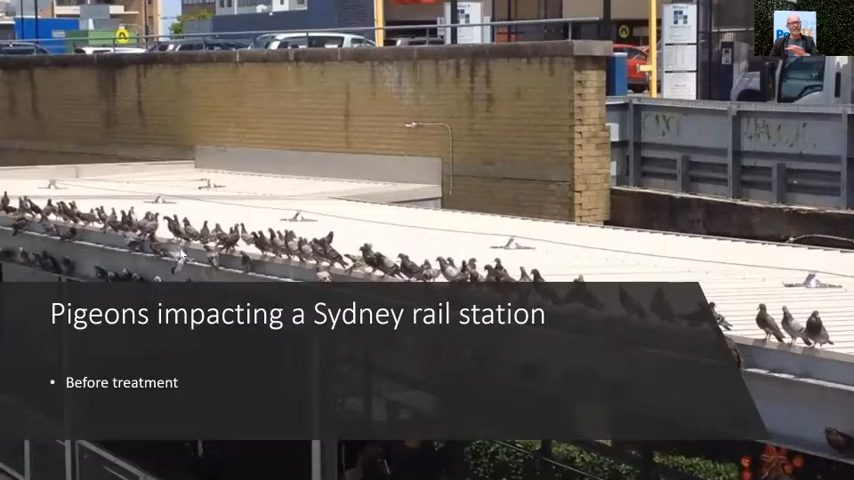 Pigeons impacting a Sydney rail station
• Before treatment